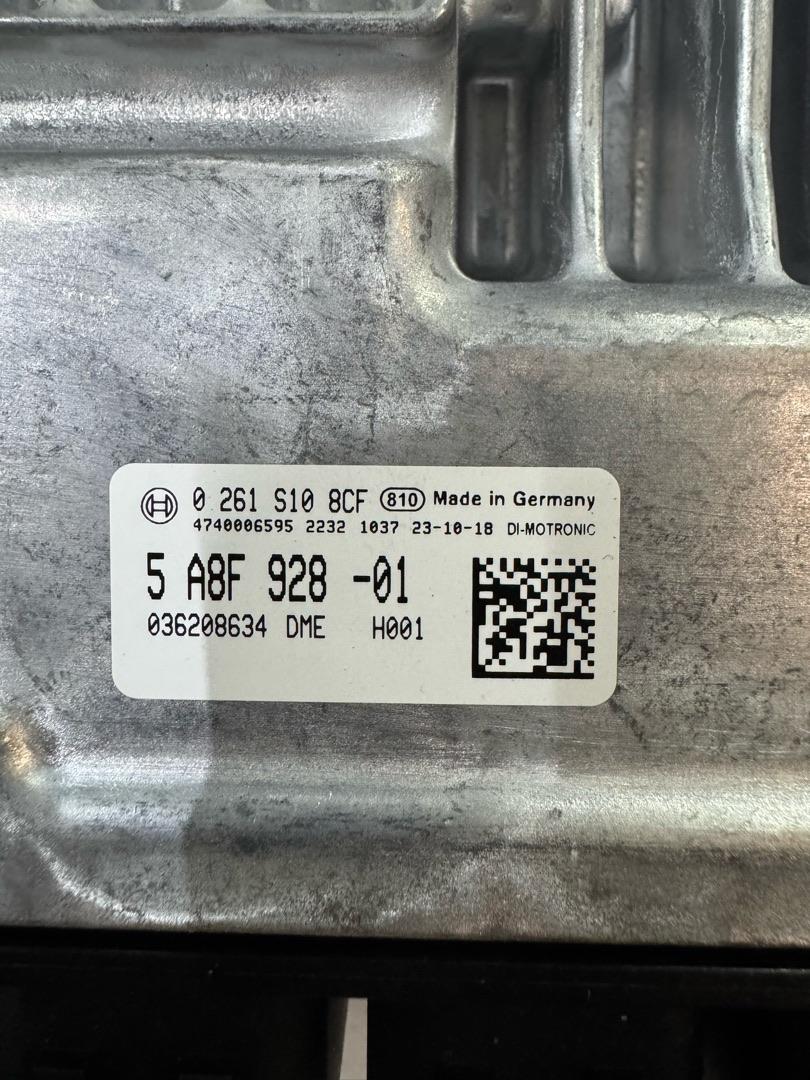 0 261 S10 8CF 810 Made in Germany
4740006595 2232 1037 23-10-18 DI-MOTRONIC
5 A8F 928 -01
036208634 DME H001